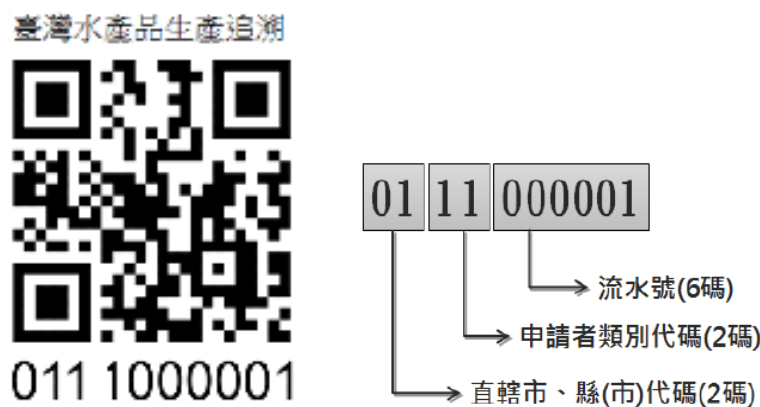 臺灣水產品生產追溯
011 1000001
01 11 000001
流水號(6碼)
申請者類別代碼(2碼)
直轄市、縣(市)代碼(2碼)